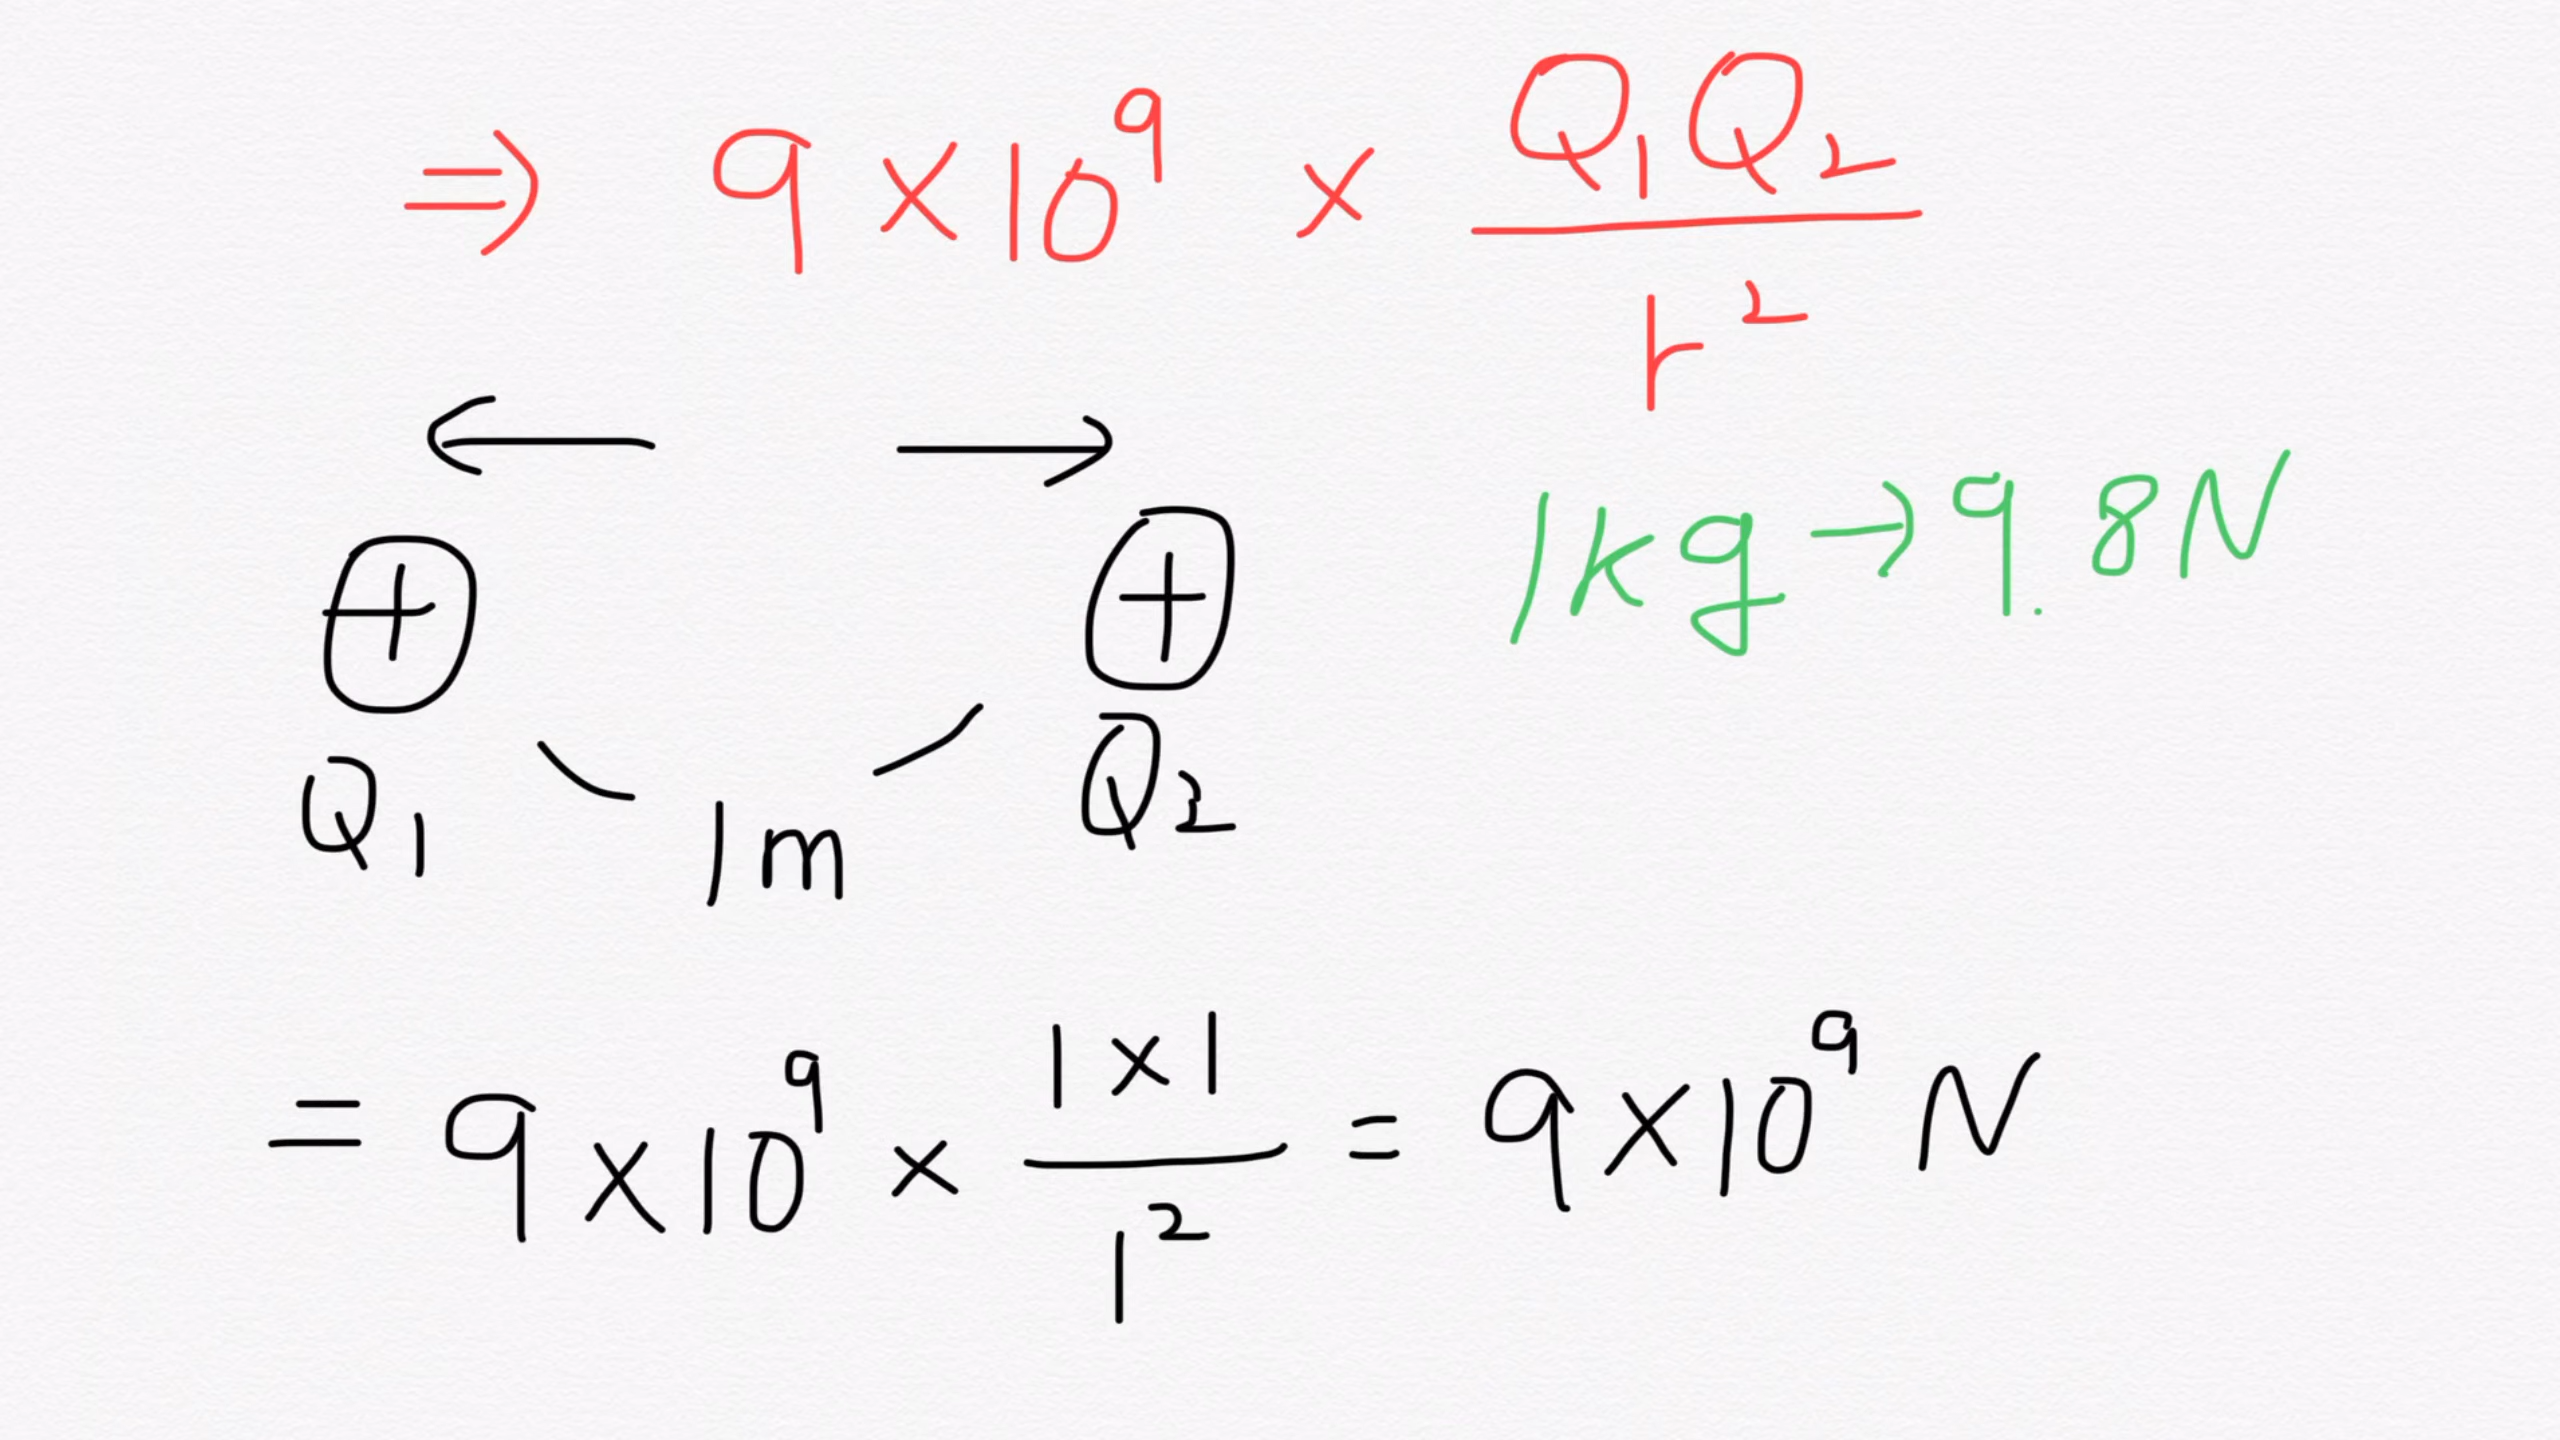 ⇒ 9×10⁹ × Q₁Q₂/r²
← →
1kg→9.8N
+ +
Q₁ 1m Q₂
= 9×10⁹ × 1×1/1² = 9×10⁹ N